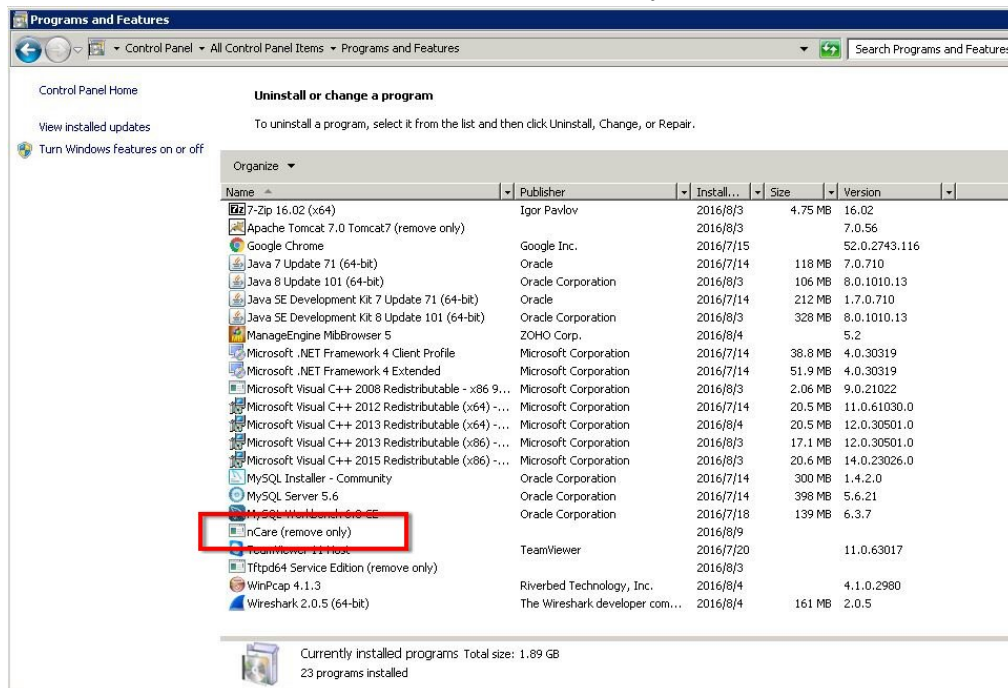 Programs and Features
Control Panel All Control Panel Items Programs and Features Search Programs and Features
Control Panel Home
View installed updates
Turn Windows features on or off
Uninstall or change a program
To uninstall a program, select it from the list and then click Uninstall, Change, or Repair.
Organize
Name Publisher Install... Size Version
7-Zip 16.02 (x64) Igor Pavlov 2016/8/3 4.75 MB 16.02
Apache Tomcat 7.0 Tomcat7 (remove only) 2016/8/3 7.0.56
Google Chrome Google Inc. 2016/7/15 52.0.2743.116
Java 7 Update 71 (64-bit) Oracle 2016/7/14 118 MB 7.0.710
Java 8 Update 101 (64-bit) Oracle Corporation 2016/8/3 106 MB 8.0.1010.13
Java SE Development Kit 7 Update 71 (64-bit) Oracle 2016/7/14 212 MB 1.7.0.710
Java SE Development Kit 8 Update 101 (64-bit) Oracle Corporation 2016/8/3 328 MB 8.0.1010.13
ManageEngine MibBrowser 5 ZOHO Corp. 2016/8/4 5.2
Microsoft .NET Framework 4 Client Profile Microsoft Corporation 2016/7/14 38.8 MB 4.0.30319
Microsoft .NET Framework 4 Extended Microsoft Corporation 2016/7/14 51.9 MB 4.0.30319
Microsoft Visual C++ 2008 Redistributable - x86 9... Microsoft Corporation 2016/8/3 2.06 MB 9.0.21022
Microsoft Visual C++ 2012 Redistributable (x64) -... Microsoft Corporation 2016/7/14 20.5 MB 11.0.61030.0
Microsoft Visual C++ 2013 Redistributable (x64) -... Microsoft Corporation 2016/8/4 20.5 MB 12.0.30501.0
Microsoft Visual C++ 2013 Redistributable (x86) -... Microsoft Corporation 2016/8/3 17.1 MB 12.0.30501.0
Microsoft Visual C++ 2015 Redistributable (x86) -... Microsoft Corporation 2016/8/3 20.6 MB 14.0.23026.0
MySQL Installer - Community Oracle Corporation 2016/7/14 300 MB 1.4.2.0
MySQL Server 5.6 Oracle Corporation 2016/7/14 398 MB 5.6.21
MySQL Workbench 6.3 CE Oracle Corporation 2016/7/18 139 MB 6.3.7
nCare (remove only) 2016/8/9
TeamViewer 11 Host TeamViewer 2016/7/20 11.0.63017
Tftpd64 Service Edition (remove only) 2016/8/3
WinPcap 4.1.3 Riverbed Technology, Inc. 2016/8/4 4.1.0.2980
Wireshark 2.0.5 (64-bit) The Wireshark developer com... 2016/8/4 161 MB 2.0.5
Currently installed programs Total size: 1.89 GB
23 programs installed